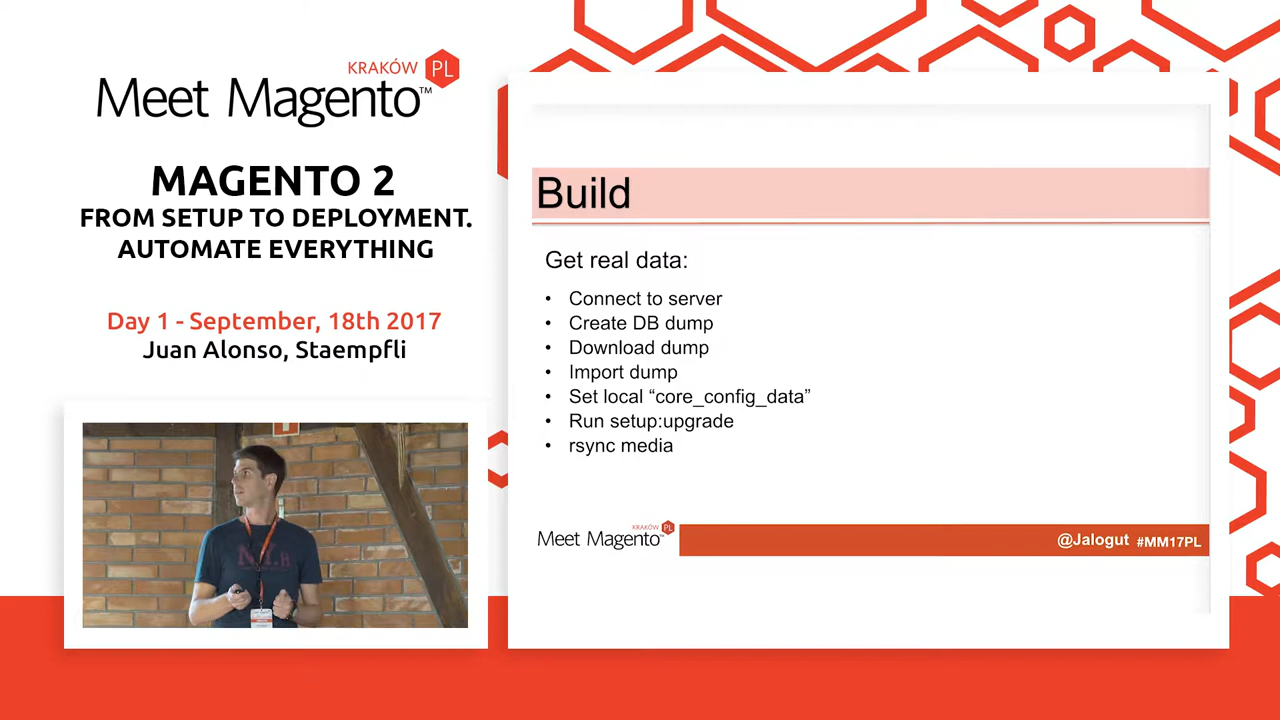 KRAKÓW PL
Meet Magento™
MAGENTO 2
FROM SETUP TO DEPLOYMENT.
AUTOMATE EVERYTHING
Day 1 - September, 18th 2017
Juan Alonso, Staempfli
N.Y.
Build
Get real data:
• Connect to server
• Create DB dump
• Download dump
• Import dump
• Set local “core_config_data”
• Run setup:upgrade
• rsync media
KRAKÓW PL
Meet Magento
@Jalogut #MM17PL